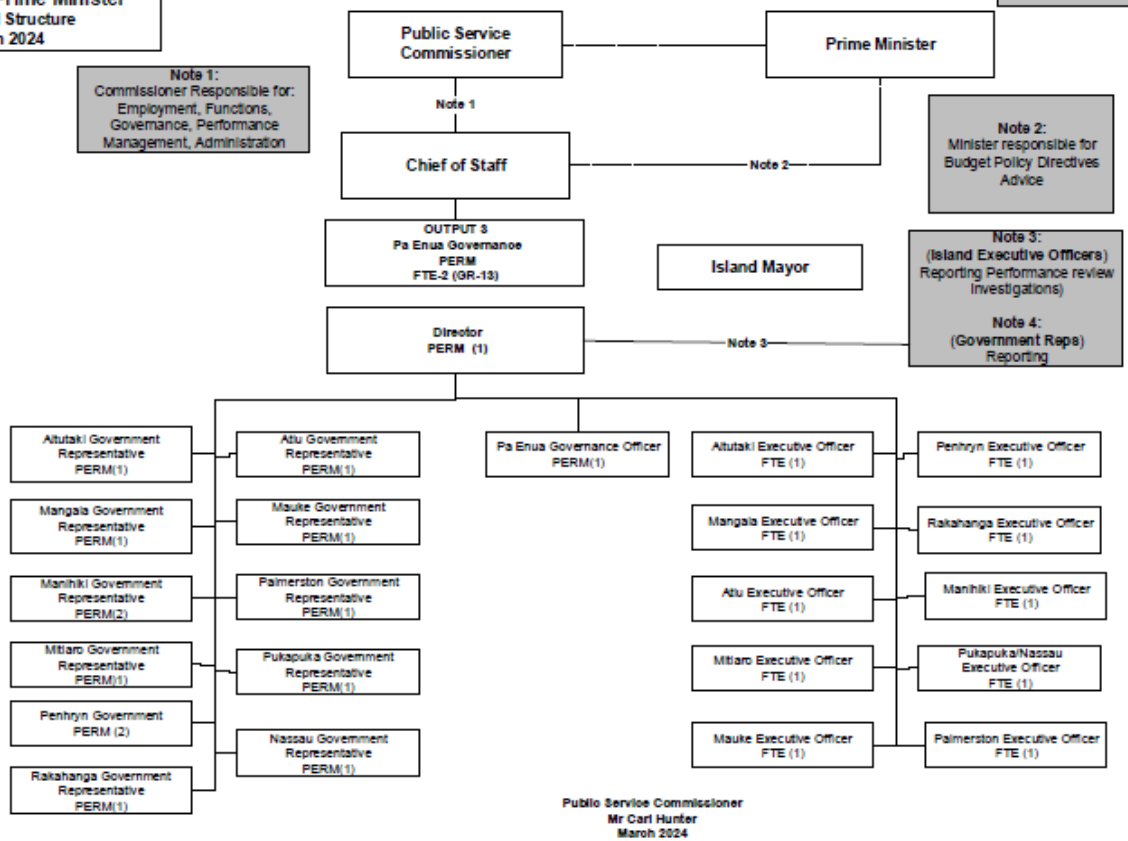 Prime Minister
Structure
2024
Public Service
Commissioner
Prime Minister
Note 1:
Commissioner Responsible for:
Employment, Functions,
Governance, Performance
Management, Administration
Note 1
Note 2:
Minister responsible for
Budget Policy Directives
Advice
Chief of Staff
Note 2
OUTPUT 3
Pa Enua Governance
PERM
FTE-2 (GR-13)
Island Mayor
Note 3:
(Island Executive Officers)
Reporting Performance review
Investigations)
Note 4:
(Government Reps)
Reporting
Director
PERM (1)
Note 3
Aitutaki Government
Representative
PERM(1)
Atiu Government
Representative
PERM(1)
Pa Enua Governance Officer
PERM(1)
Aitutaki Executive Officer
FTE (1)
Penhryn Executive Officer
FTE (1)
Mangaia Government
Representative
PERM(1)
Mauke Government
Representative
PERM(1)
Mangaia Executive Officer
FTE (1)
Rakahanga Executive Officer
FTE (1)
Manihiki Government
Representative
PERM(2)
Palmerston Government
Representative
PERM(1)
Atiu Executive Officer
FTE (1)
Manihiki Executive Officer
FTE (1)
Mitiaro Government
Representative
PERM)1)
Pukapuka Government
Representative
PERM(1)
Mitiaro Executive Officer
FTE (1)
Pukapuka/Nassau
Executive Officer
FTE (1)
Penhryn Government
PERM (2)
Nassau Government
Representative
PERM(1)
Mauke Executive Officer
FTE (1)
Palmerston Executive Officer
FTE (1)
Rakahanga Government
Representative
PERM(1)
Public Service Commissioner
Mr Carl Hunter
March 2024